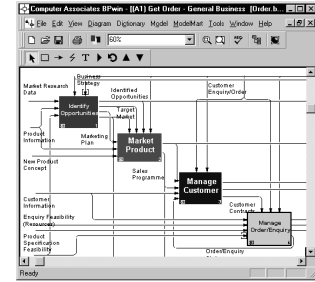 Computer Associates BPwin - [(A1) Get Order - General Business [Order.b...
File Edit View Diagram Dictionary Model ModelMart Tools Window Help
60%
T
Business
Strategy
Market Research
Data
Identified
Opportunities
Customer
Enquiry/Order
Identify
Opportunities
Target
Market
Product
Information
Marketing
Plan
Market
Product
New Product
Concept
Sales
Programme
Manage
Customer
Customer
Information
Customer
Contracts
Enquiry Feasibility
(Resources)
Manage
Order/Enquiry
Product
Specification
Feasibility
Order/Enquiry
Ready